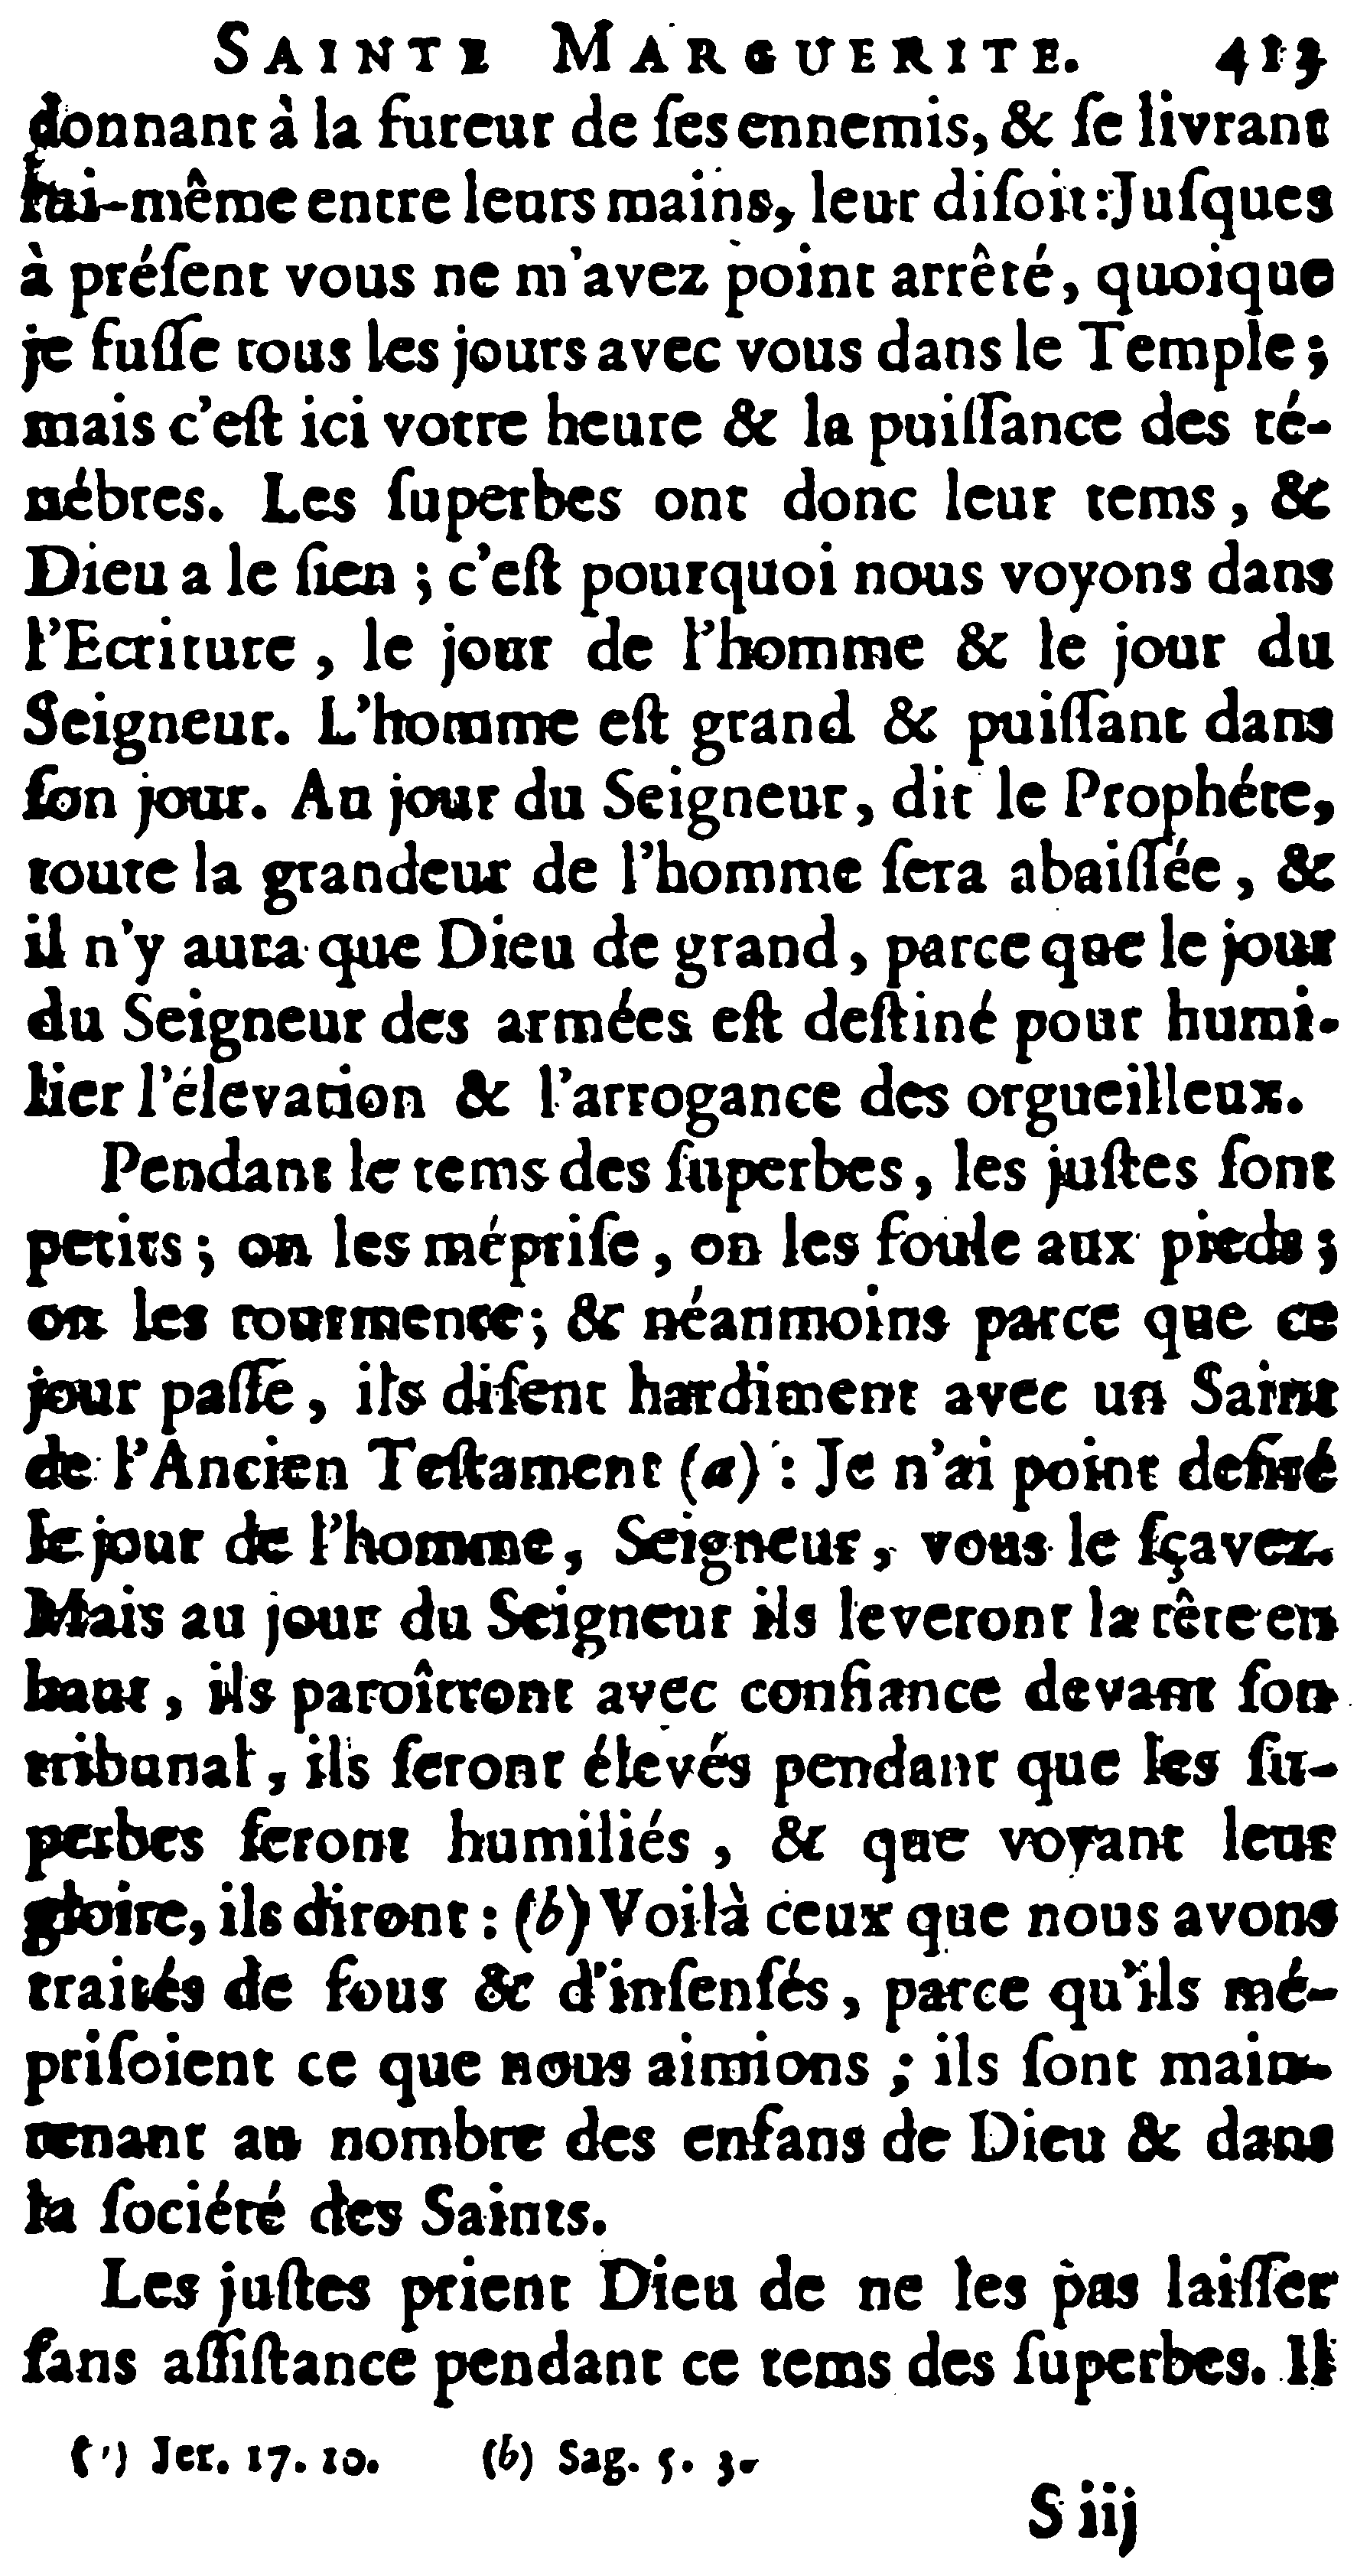 SAINTE MARGUERITE. 413
donnant à la fureur de ſes ennemis, & ſe livrant
lui-même entre leurs mains, leur diſoit : Juſques
à préſent vous ne m'avez point arrêté, quoique
je fuſſe tous les jours avec vous dans le Temple ;
mais c'eſt ici votre heure & la puiſſance des té-
nébres. Les ſuperbes ont donc leur tems, &
Dieu a le ſien ; c'eſt pourquoi nous voyons dans
l'Ecriture, le jour de l'homme & le jour du
Seigneur. L'homme eſt grand & puiſſant dans
ſon jour. Au jour du Seigneur, dit le Prophéte,
toute la grandeur de l'homme ſera abaiſſée, &
il n'y aura que Dieu de grand, parce que le jour
du Seigneur des armées eſt deſtiné pour humi-
lier l'élevation & l'arrogance des orgueilleux.
Pendant le tems des ſuperbes, les juſtes ſont
petits ; on les mépriſe, on les foule aux pieds ;
on les tourmente ; & néanmoins parce que ce
jour paſſe, ils diſent hardiment avec un Saint
de l'Ancien Teſtament (a) : Je n'ai point deſiré
le jour de l'homme, Seigneur, vous le ſçavez.
Mais au jour du Seigneur ils leveront la tête en
haut, ils paroîtront avec confiance devant ſon
tribunal, ils ſeront élevés pendant que les ſu-
perbes ſeront humiliés, & que voyant leur
gloire, ils diront : (b) Voilà ceux que nous avons
traités de fous & d'inſenſés, parce qu'ils mé-
priſoient ce que nous aimions ; ils ſont main-
tenant au nombre des enfans de Dieu & dans
la ſociété des Saints.
Les juſtes prient Dieu de ne les pas laiſſer
ſans aſſiſtance pendant ce tems des ſuperbes. Il
(a) Jer. 17. 10. (b) Sag. 5. 3.
S iij